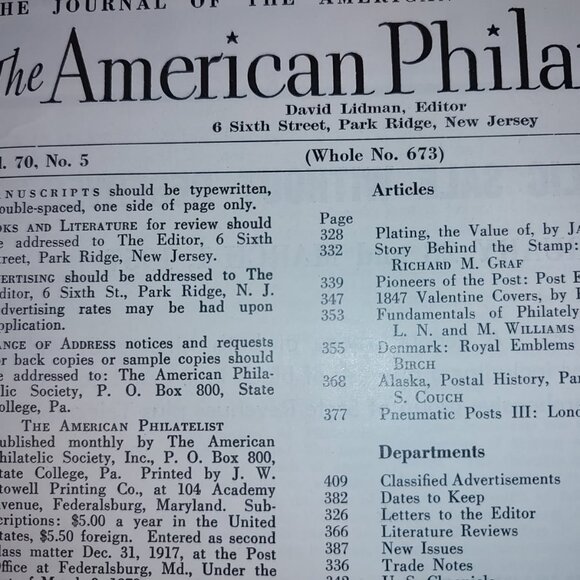 THE JOURNAL OF THE AMERICAN
The American Phila
David Lidman, Editor
6 Sixth Street, Park Ridge, New Jersey
l. 70, No. 5
(Whole No. 673)
NUSCRIPTS should be typewritten,
ouble-spaced, one side of page only.
OKS AND LITERATURE for review should
e addressed to The Editor, 6 Sixth
treet, Park Ridge, New Jersey.
VERTISING should be addressed to The
ditor, 6 Sixth St., Park Ridge, N. J.
dvertising rates may be had upon
pplication.
ANGE OF ADDRESS notices and requests
or back copies or sample copies should
e addressed to: The American Phila-
elic Society, P. O. Box 800, State
ollege, Pa.
THE AMERICAN PHILATELIST
ublished monthly by The American
hilatelic Society, Inc., P. O. Box 800,
tate College, Pa. Printed by J. W.
towell Printing Co., at 104 Academy
venue, Federalsburg, Maryland. Sub-
criptions: $5.00 a year in the United
tates, $5.50 foreign. Entered as second
lass matter Dec. 31, 1917, at the Post
Office at Federalsburg, Md., Under the
Articles
Page
328 Plating, the Value of, by JA
332 Story Behind the Stamp:
RICHARD M. GRAF
339 Pioneers of the Post: Post E
347 1847 Valentine Covers, by
353 Fundamentals of Philately
L. N. and M. WILLIAMS
355 Denmark: Royal Emblems
BIRCH
368 Alaska, Postal History, Par
S. COUCH
377 Pneumatic Posts III: Lond
Departments
409 Classified Advertisements
382 Dates to Keep
326 Letters to the Editor
366 Literature Reviews
387 New Issues
336 Trade Notes